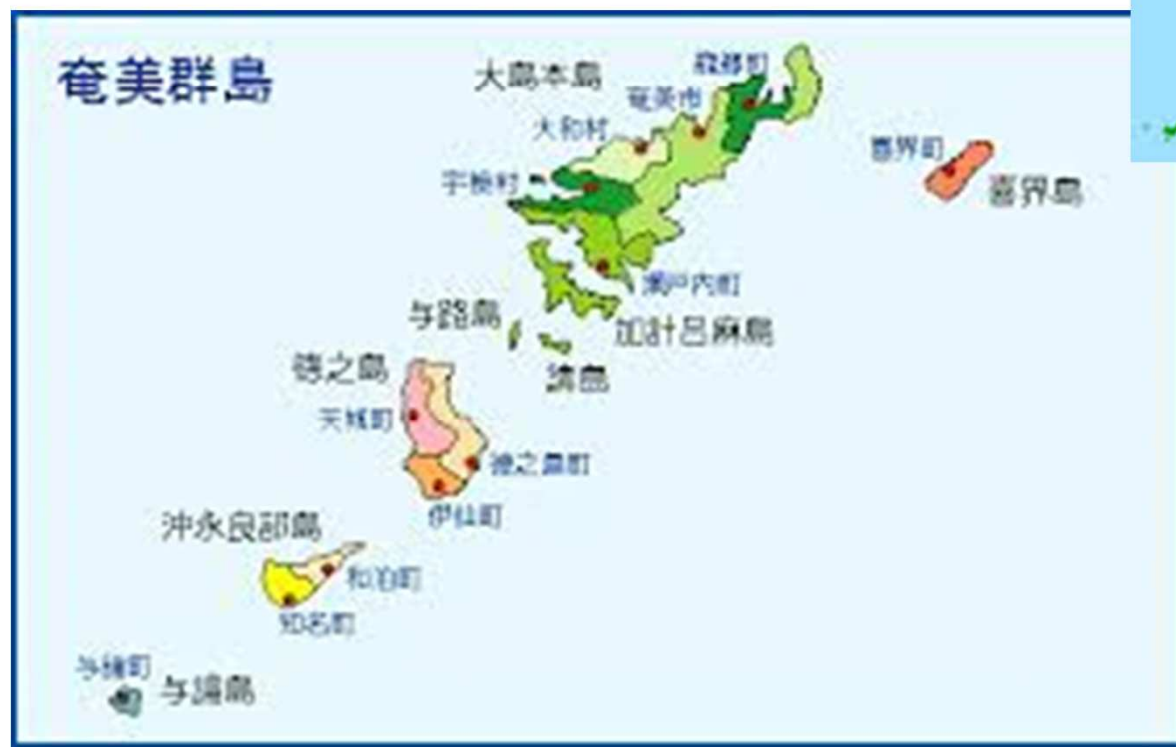 奄美群島
大島本島
龍郷町
奄美市
大和村
宇検村
喜界町
喜界島
瀬戸内町
与路島
加計呂麻島
請島
徳之島
天城町
徳之島町
伊仙町
沖永良部島
和泊町
知名町
与論町
与論島